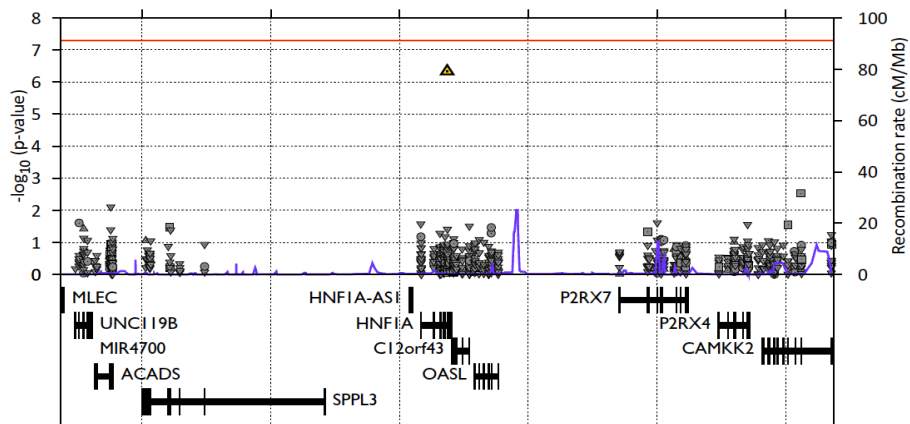 8 100
7
80
6
5
60
4
40
3
2
20
1
0 0
-log10 (p-value)
Recombination rate (cM/Mb)
MLEC HNF1A-AS1 P2RX7
UNC119B HNF1A P2RX4
MIR4700 C12orf43 CAMKK2
ACADS OASL
SPPL3